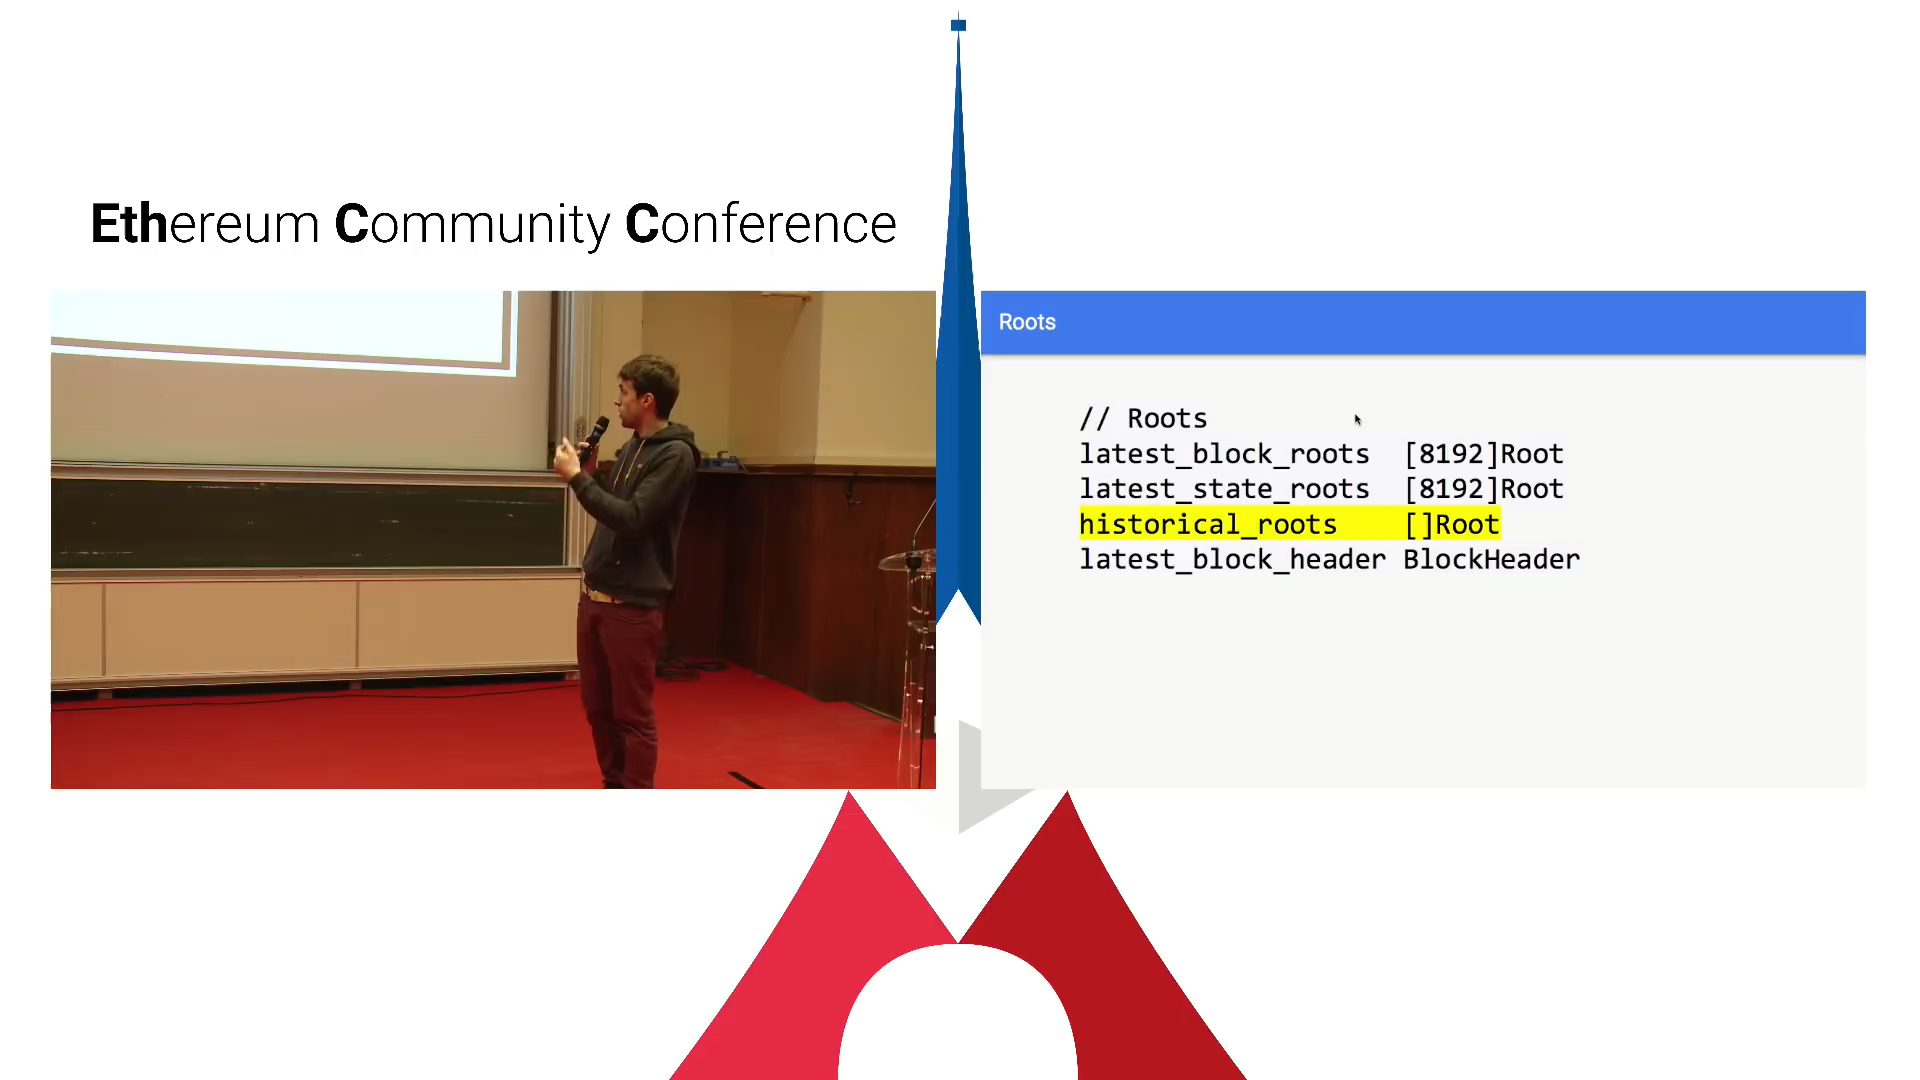 Ethereum Community Conference
Roots
// Roots
latest_block_roots [8192]Root
latest_state_roots [8192]Root
historical_roots []Root
latest_block_header BlockHeader